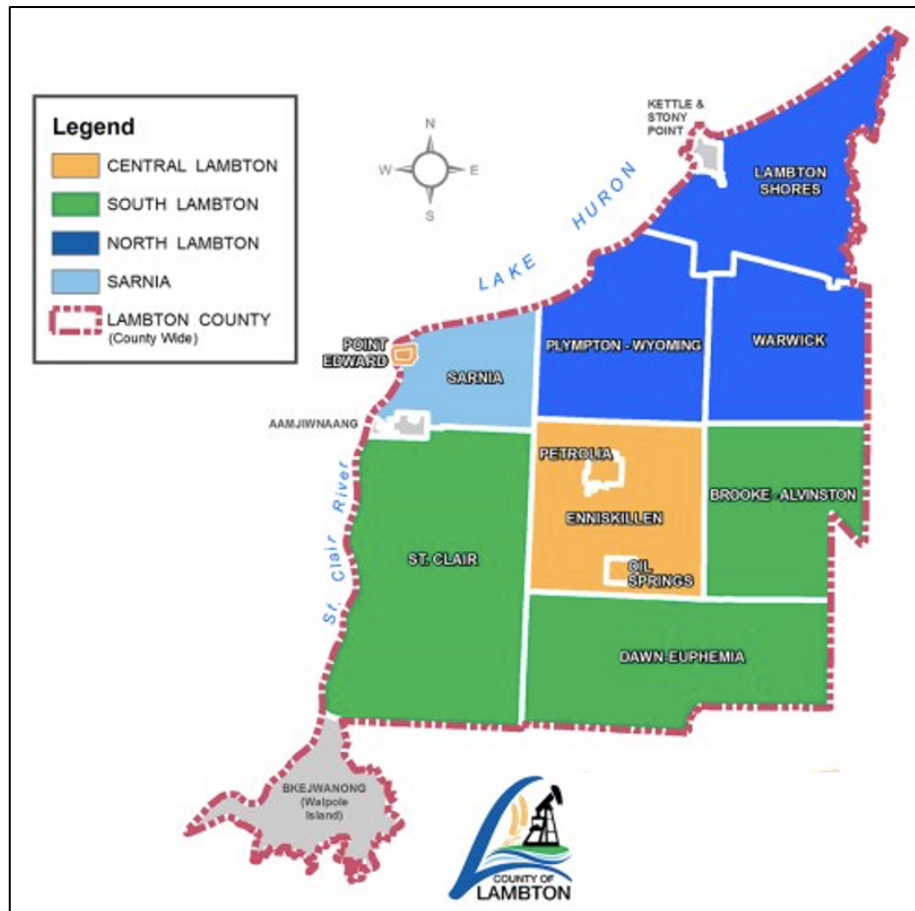 Legend
CENTRAL LAMBTON
SOUTH LAMBTON
NORTH LAMBTON
SARNIA
LAMBTON COUNTY
(County Wide)
N
W E
S
KETTLE &
STONY
POINT
LAMBTON
SHORES
LAKE HURON
POINT
EDWARD
SARNIA
PLYMPTON - WYOMING
WARWICK
AAMJIWNAANG
PETROLIA
BROOKE - ALVINSTON
ENNISKILLEN
St. Clair River
ST. CLAIR
OIL
SPRINGS
DAWN-EUPHEMIA
BKEJWANONG
(Walpole
Island)
COUNTY OF
LAMBTON